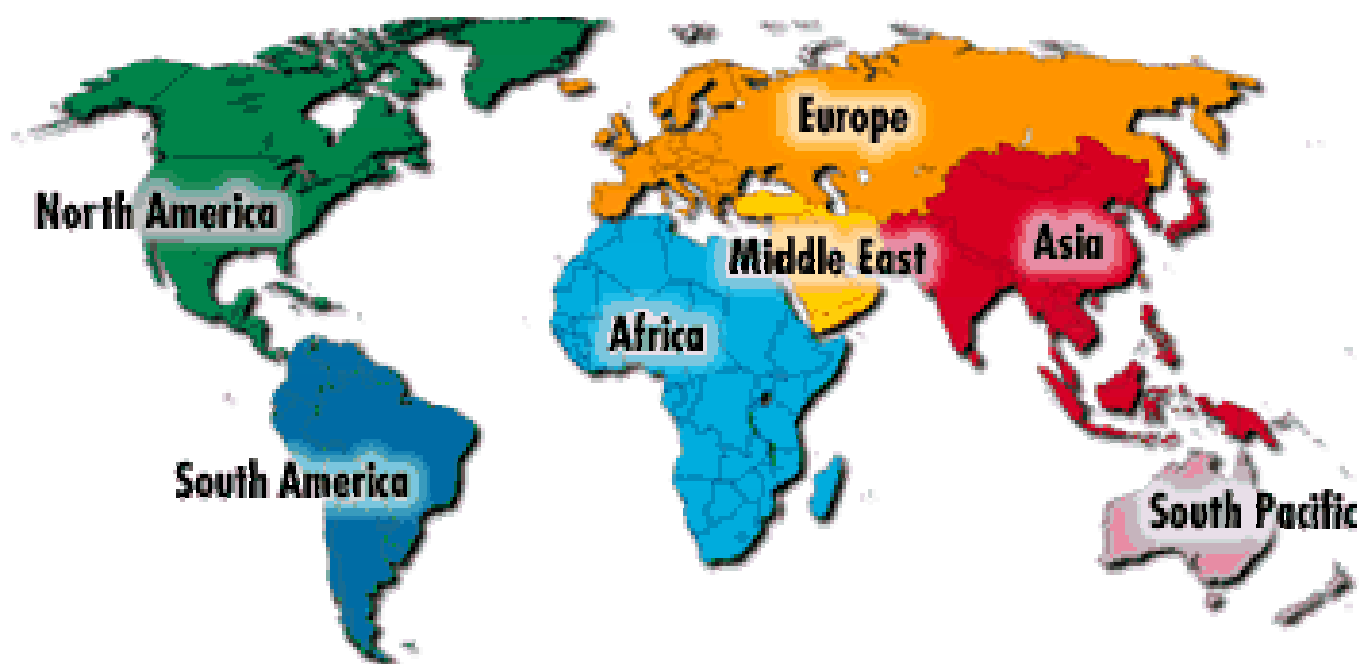 Europe
North America
Middle East
Asia
Africa
South America
South Pacific